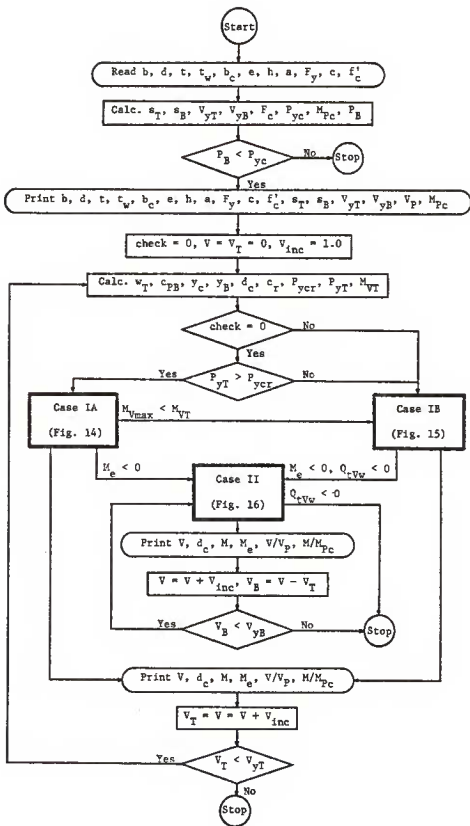 Start
Read b, d, t, t_w, b_c, e, h, a, F_y, c, f'_c
Calc. s_T, s_B, V_yT, V_yB, F_c, P_yc, M_Pc, P_B
P_B < P_yc
No
Stop
Yes
Print b, d, t, t_w, b_c, e, h, a, F_y, c, f'_c, s_T, s_B, V_yT, V_yB, V_P, M_Pc
check = 0, V = V_T = 0, V_inc = 1.0
Calc. w_T, c_PB, y_c, y_B, d_c, c_r, P_ycr, P_yT, M_VT
check = 0
No
Yes
Yes
P_yT > P_ycr
No
Case IA
(Fig. 14)
M_Vmax < M_VT
Case IB
(Fig. 15)
M_e < 0
M_e < 0, Q_tVw < 0
Case II
(Fig. 16)
Q_tVw < 0
Print V, d_c, M, M_e, V/V_P, M/M_Pc
V = V + V_inc, V_B = V - V_T
Yes
V_B < V_yB
No
Stop
Print V, d_c, M, M_e, V/V_P, M/M_Pc
V_T = V = V + V_inc
Yes
V_T < V_yT
No
Stop